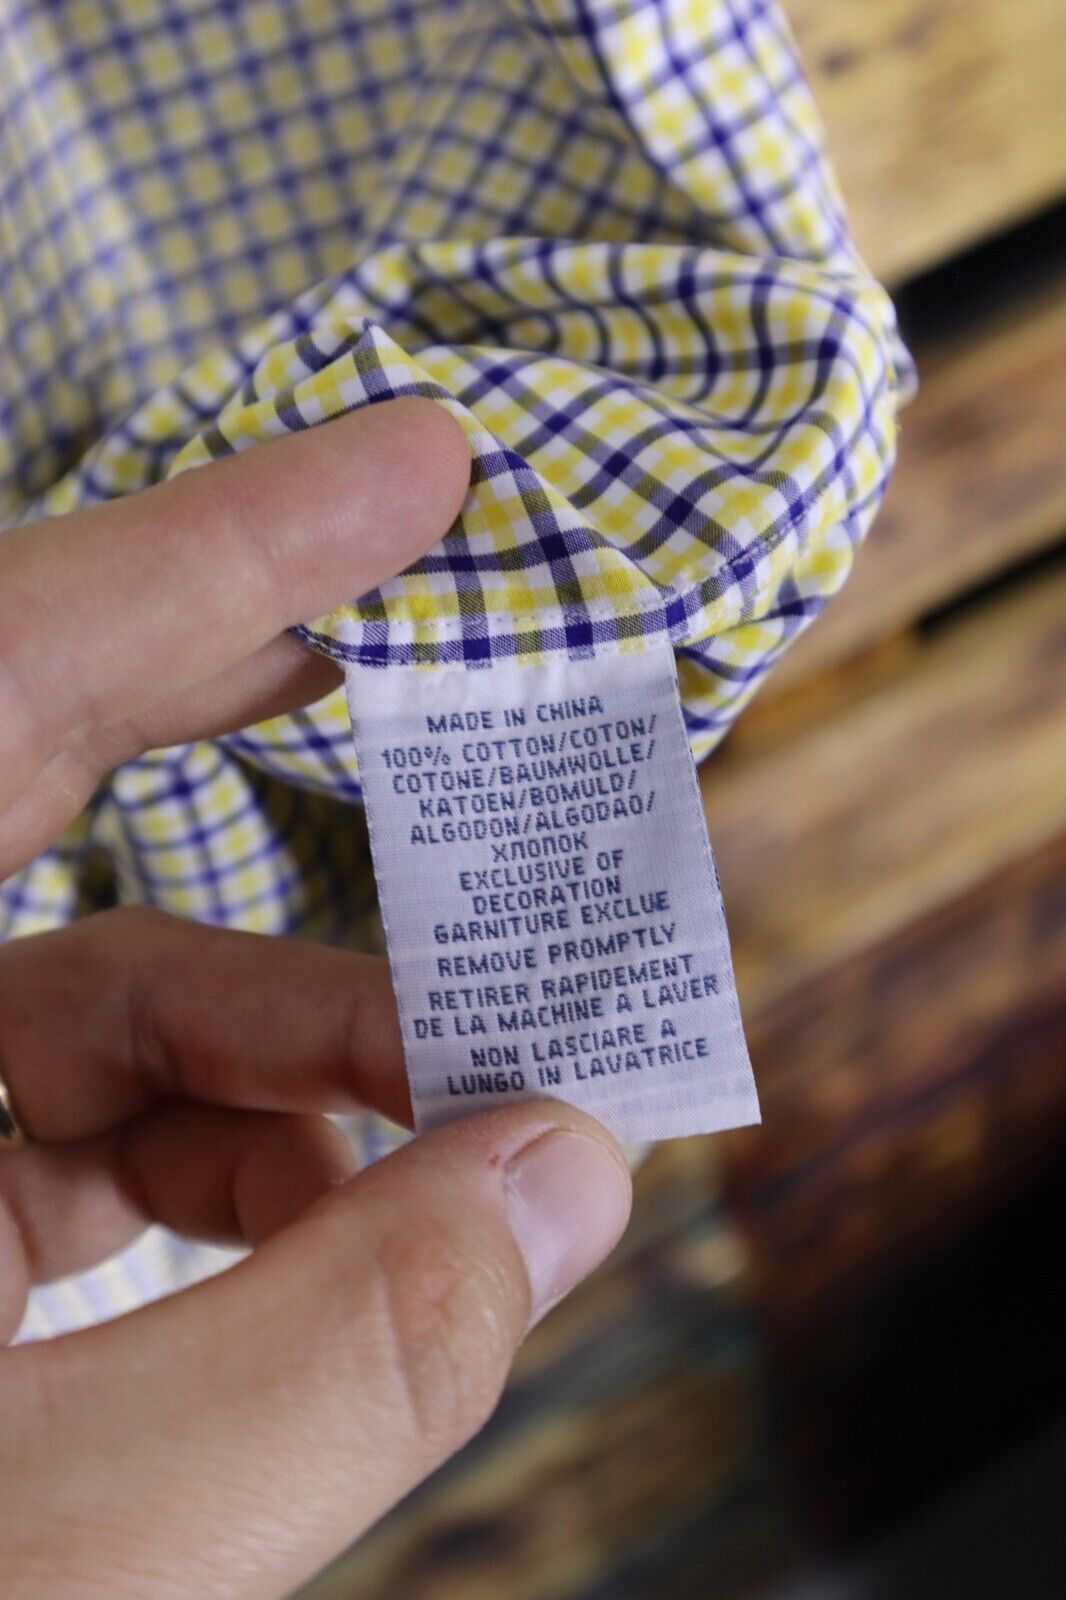 MADE IN CHINA
100% COTTON/COTON/
COTONE/BAUMWOLLE/
KATOEN/BOMULD/
ALGODON/ALGODAO/
ХЛОПОК
EXCLUSIVE OF
DECORATION
GARNITURE EXCLUE
REMOVE PROMPTLY
RETIRER RAPIDEMENT
DE LA MACHINE A LAVER
NON LASCIARE A
LUNGO IN LAVATRICE